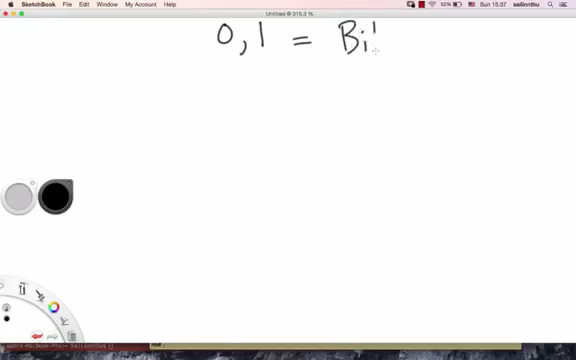 SketchBook File Edit Window My Account Help 52% Sun 15:37 sailinnthu
Untitled @ 315.3 %
0, 1 = Bi